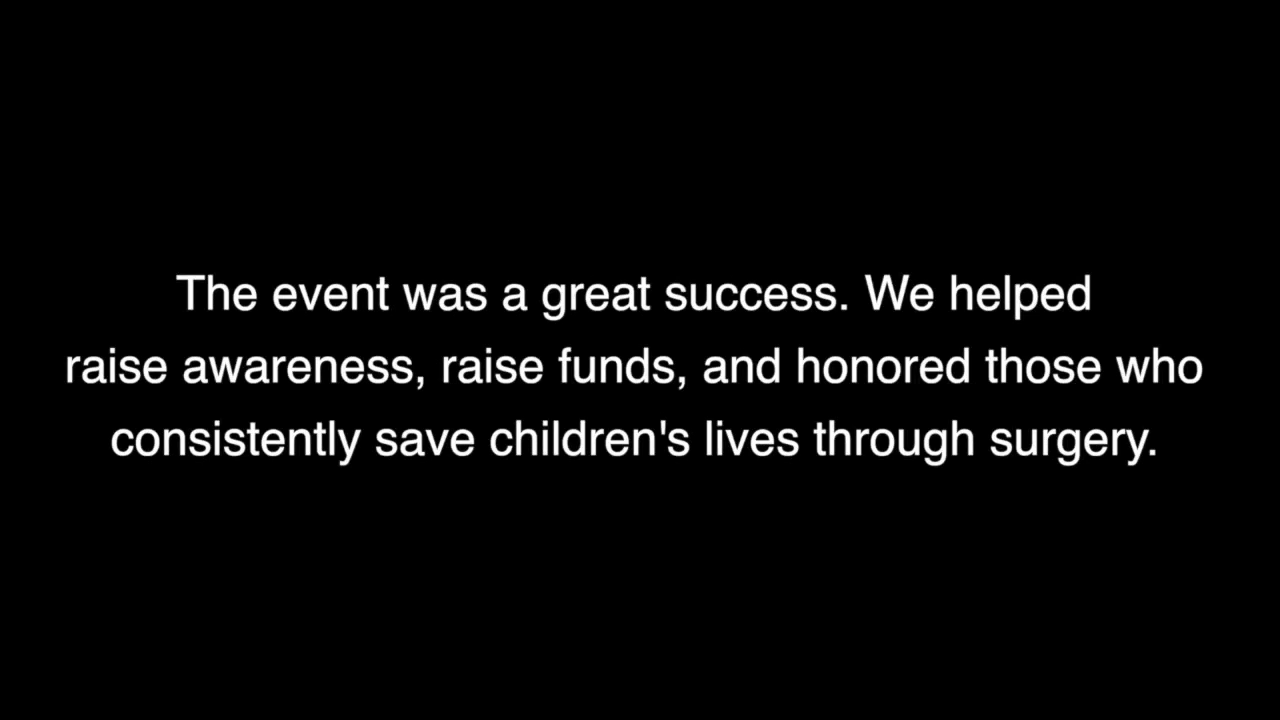 The event was a great success. We helped
raise awareness, raise funds, and honored those who
consistently save children's lives through surgery.